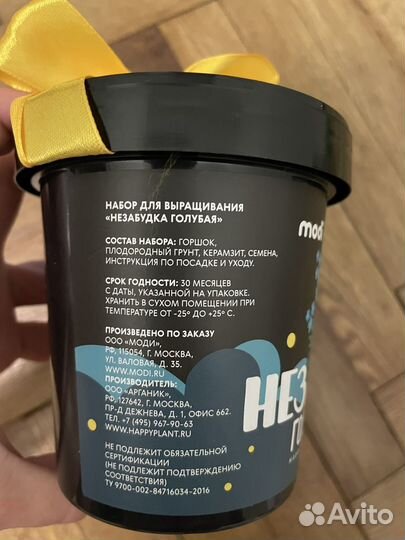 НАБОР ДЛЯ ВЫРАЩИВАНИЯ
«НЕЗАБУДКА ГОЛУБАЯ»
СОСТАВ НАБОРА: ГОРШОК,
ПЛОДОРОДНЫЙ ГРУНТ, КЕРАМЗИТ, СЕМЕНА,
ИНСТРУКЦИЯ ПО ПОСАДКЕ И УХОДУ.
СРОК ГОДНОСТИ: 30 МЕСЯЦЕВ
С ДАТЫ, УКАЗАННОЙ НА УПАКОВКЕ.
ХРАНИТЬ В СУХОМ ПОМЕЩЕНИИ ПРИ
ТЕМПЕРАТУРЕ ОТ -25° ДО +25° С.
ПРОИЗВЕДЕНО ПО ЗАКАЗУ
ООО «МОДИ»,
РФ, 115054, Г. МОСКВА,
УЛ. ВАЛОВАЯ, Д. 35.
WWW.MODI.RU
ПРОИЗВОДИТЕЛЬ:
ООО «АРГАНИК»,
РФ, 127642, Г. МОСКВА,
ПР-Д ДЕЖНЕВА, Д. 1, ОФИС 662.
ТЕЛ. +7 (495) 967-90-63
WWW.HAPPYPLANT.RU
НЕ ПОДЛЕЖИТ ОБЯЗАТЕЛЬНОЙ
СЕРТИФИКАЦИИ
(НЕ ПОДЛЕЖИТ ПОДТВЕРЖДЕНИЮ
СООТВЕТСТВИЯ)
ТУ 9700-002-84716034-2016
modi
НЕЗ
ГО
Avito